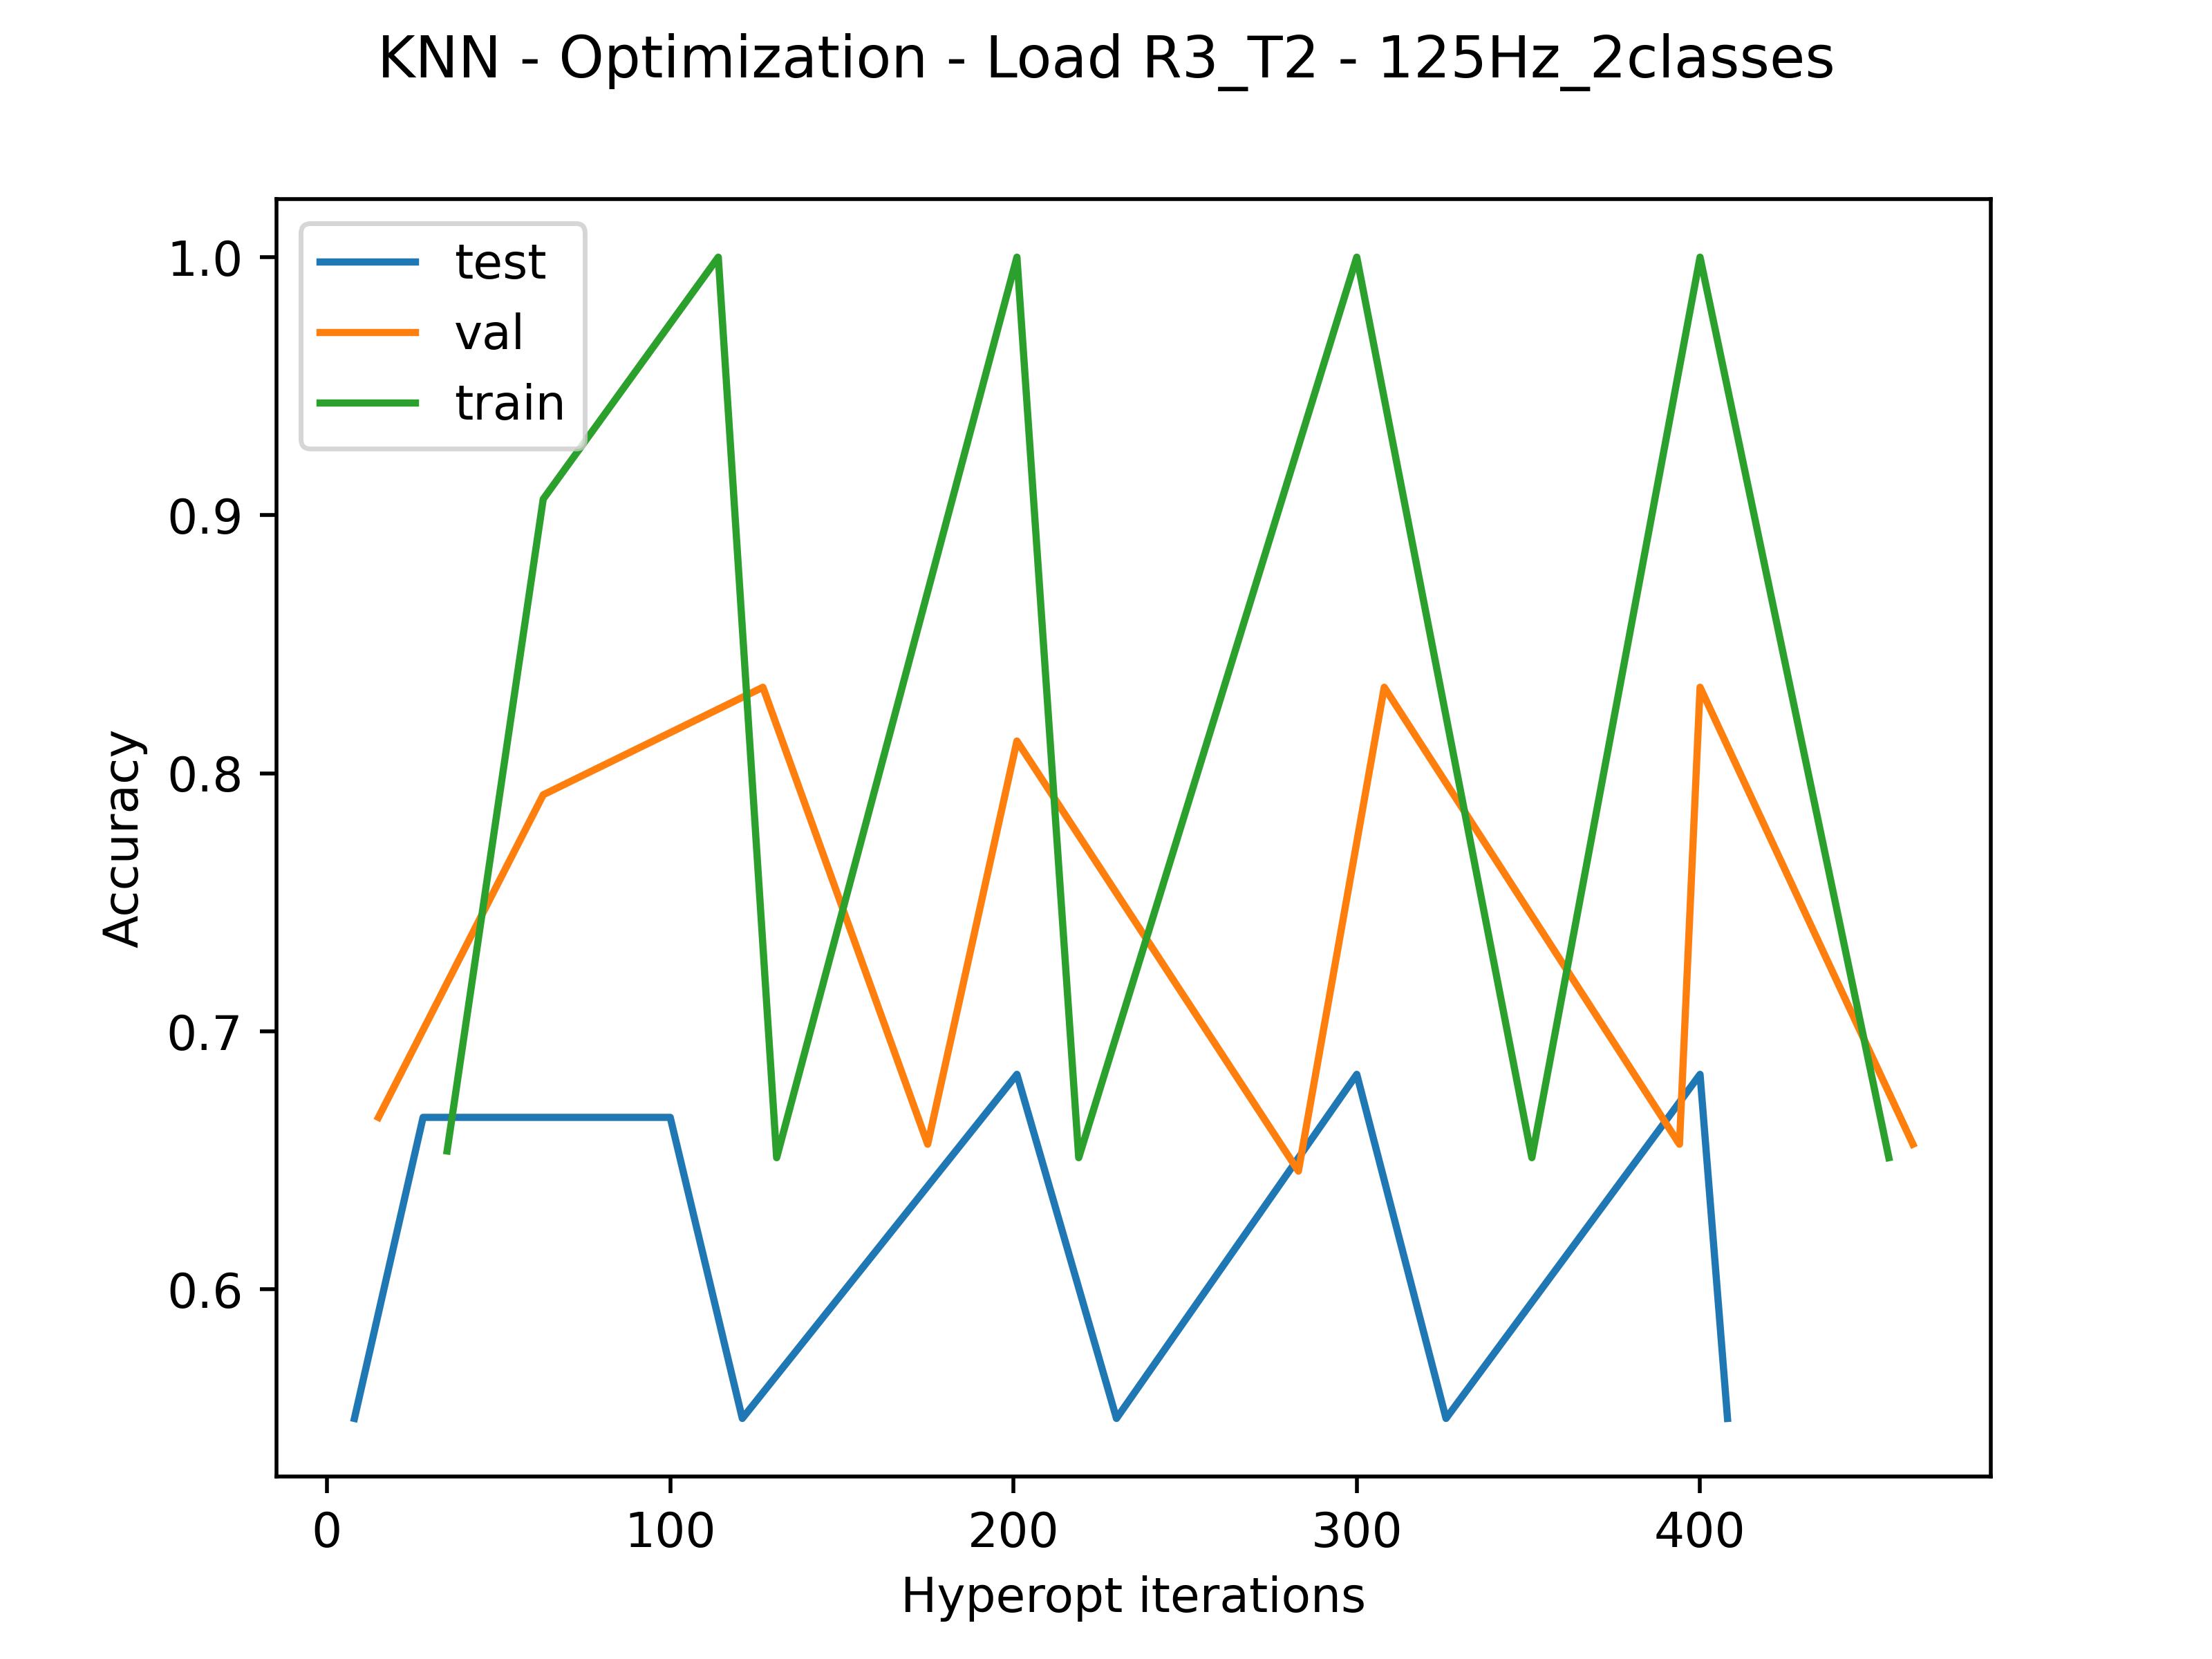 KNN - Optimization - Load R3_T2 - 125Hz_2classes
test
val
train
1.0
0.9
0.8
0.7
0.6
Accuracy
0 100 200 300 400
Hyperopt iterations